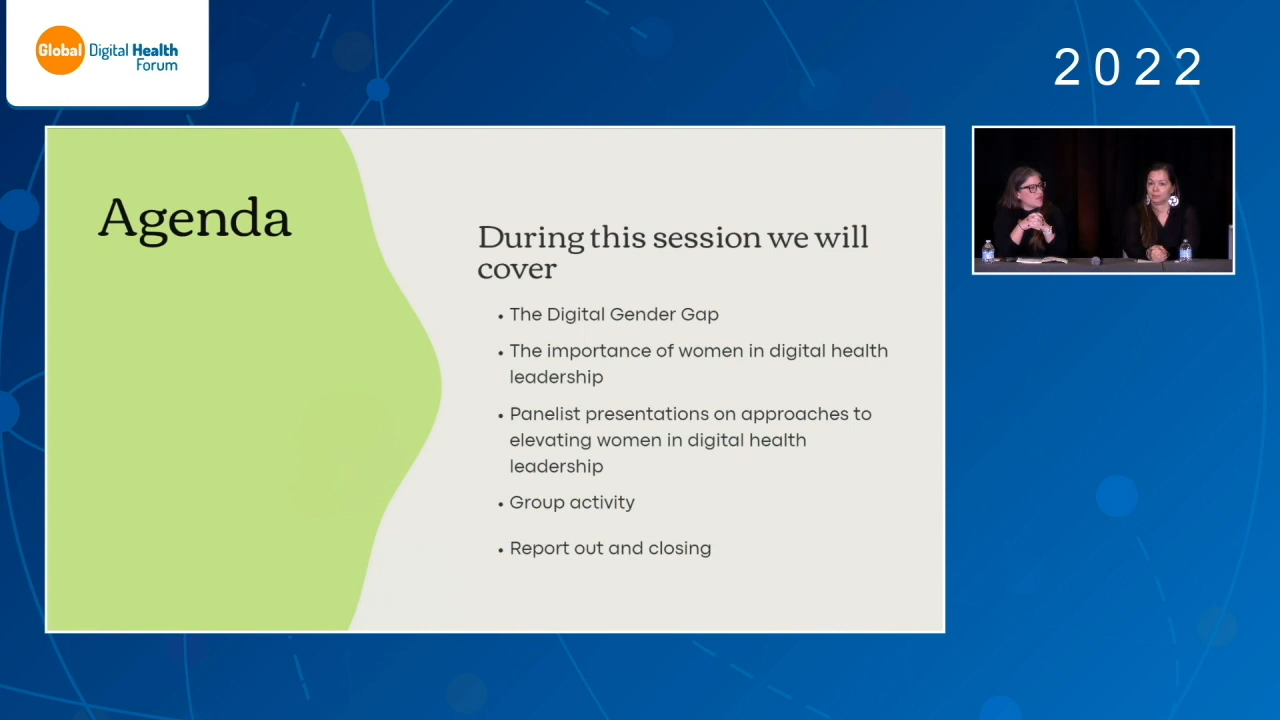 Global Digital Health
Forum
2022
Agenda
During this session we will
cover
• The Digital Gender Gap
• The importance of women in digital health
leadership
• Panelist presentations on approaches to
elevating women in digital health
leadership
• Group activity
• Report out and closing